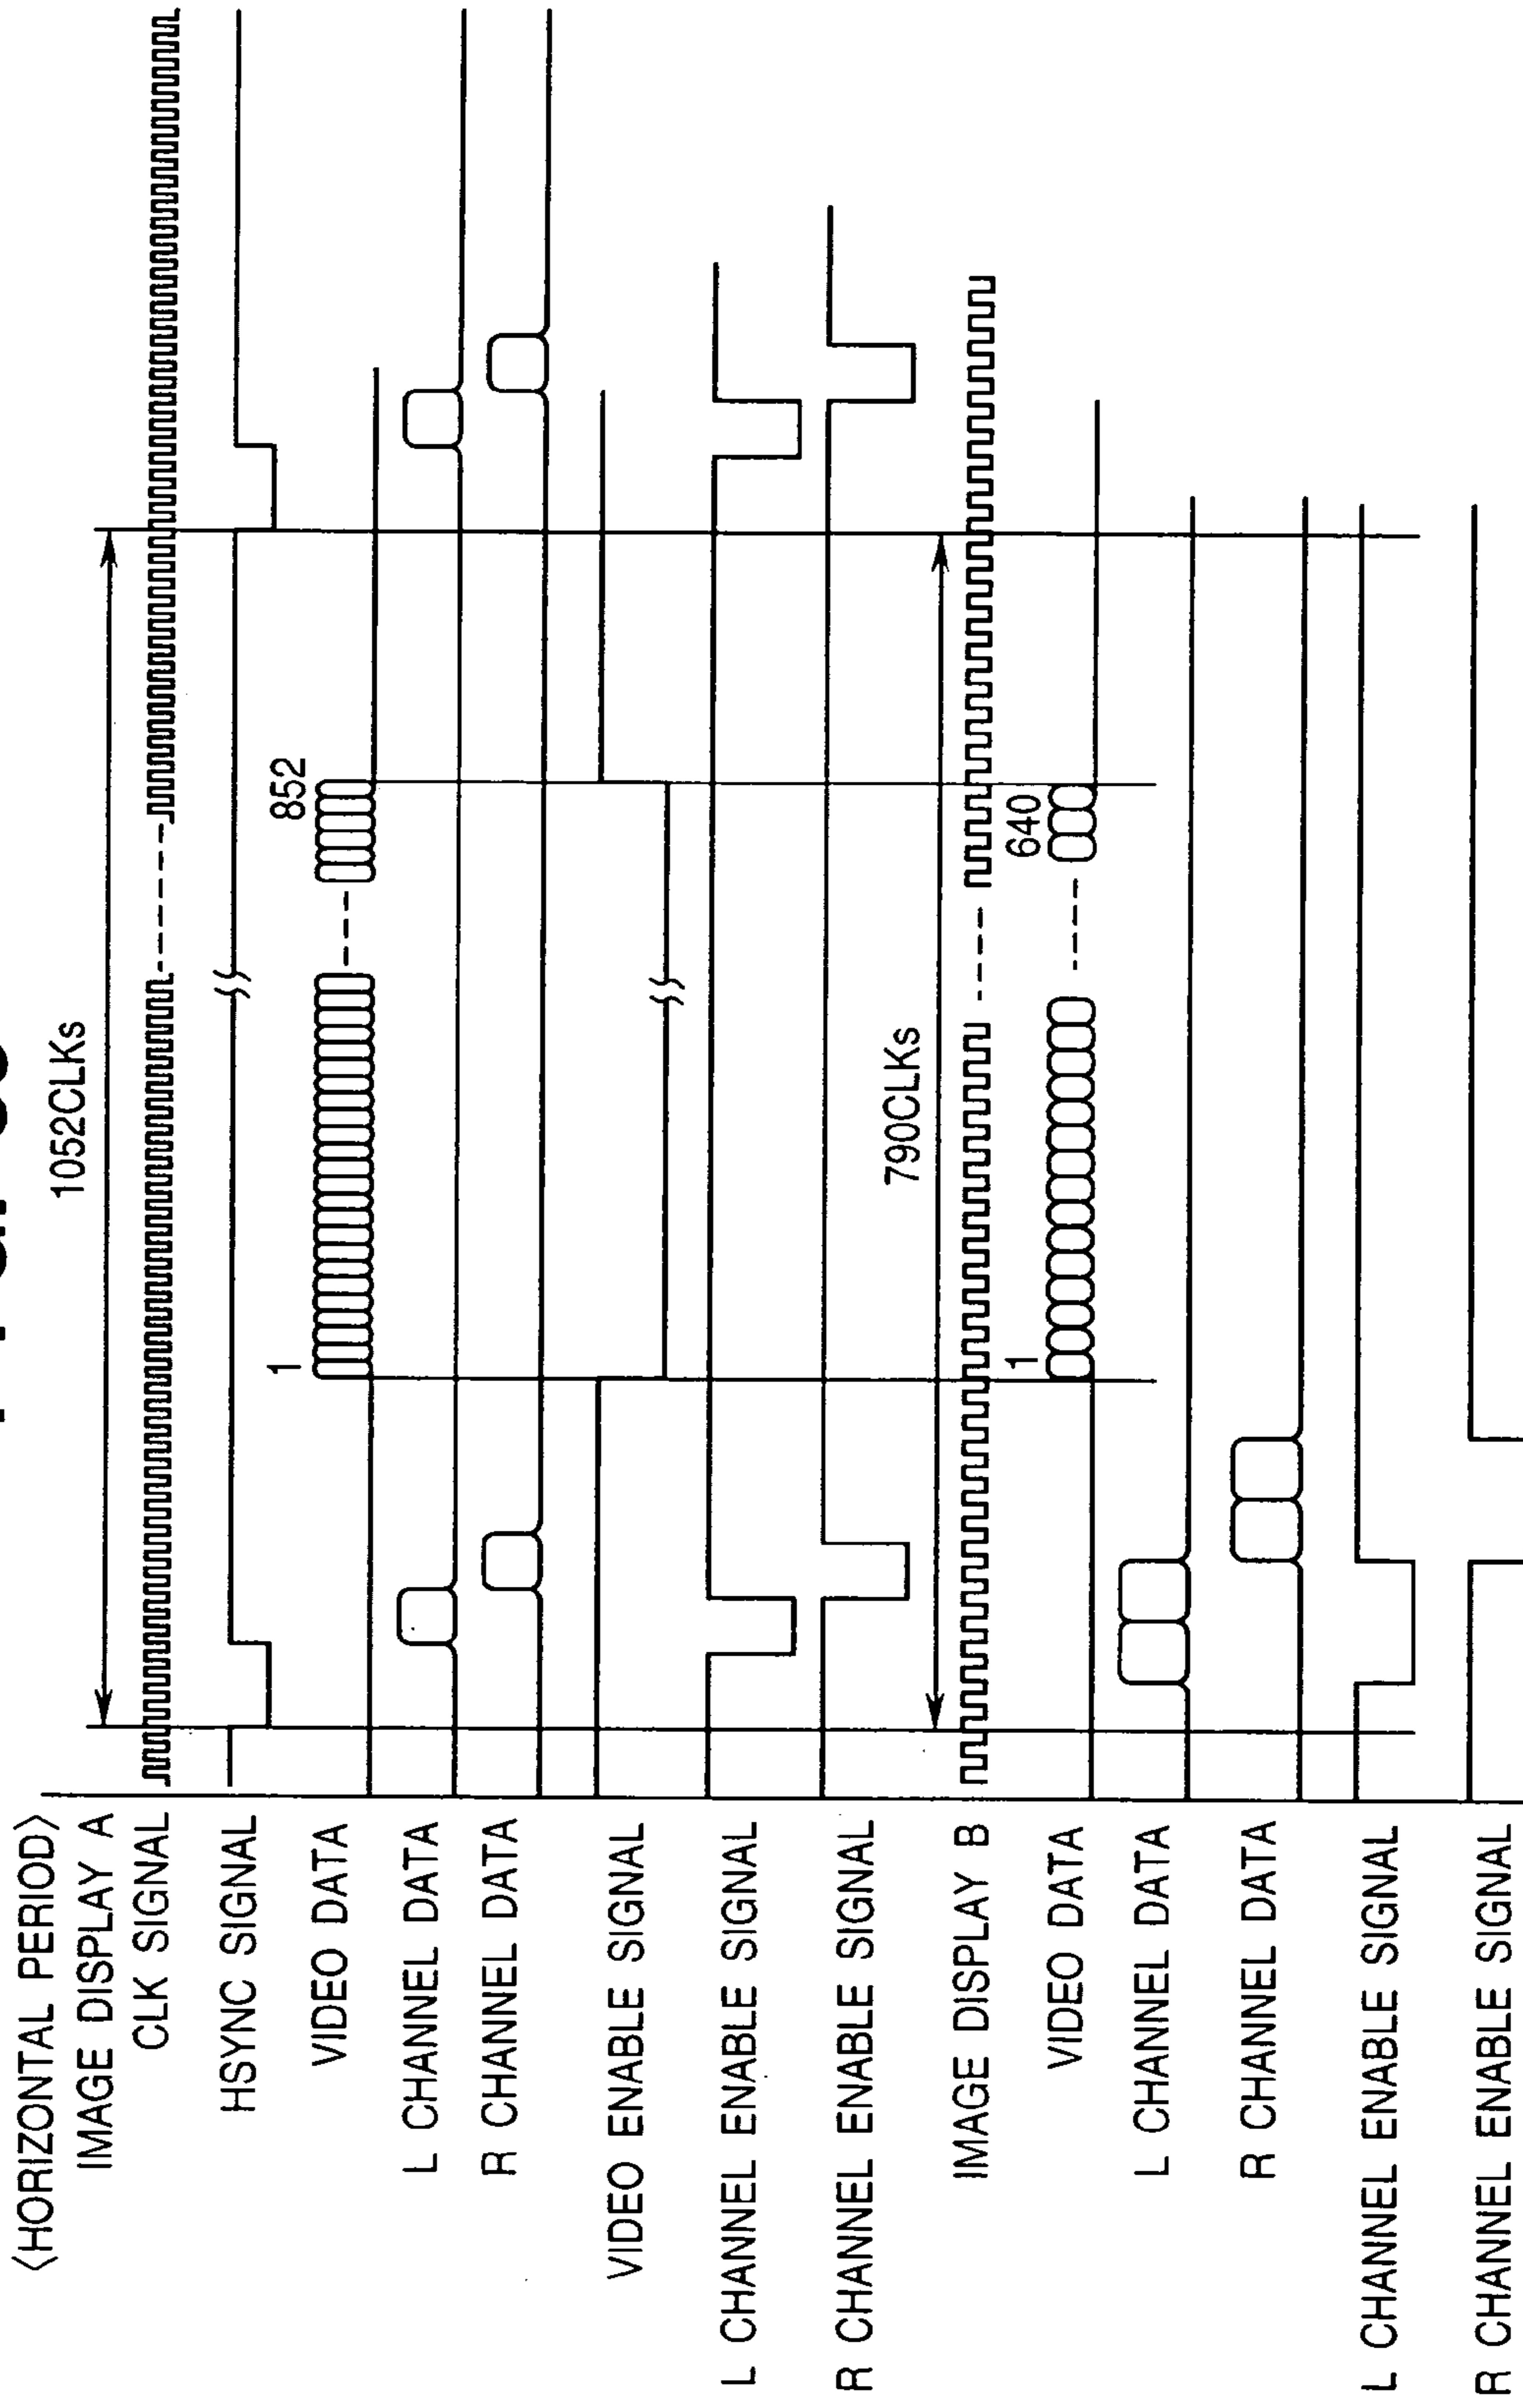 〈HORIZONTAL PERIOD〉
IMAGE DISPLAY A
1052CLKs
CLK SIGNAL
HSYNC SIGNAL
VIDEO DATA
1
852
L CHANNEL DATA
R CHANNEL DATA
VIDEO ENABLE SIGNAL
L CHANNEL ENABLE SIGNAL
R CHANNEL ENABLE SIGNAL
790CLKs
IMAGE DISPLAY B
VIDEO DATA
1
640
L CHANNEL DATA
R CHANNEL DATA
L CHANNEL ENABLE SIGNAL
R CHANNEL ENABLE SIGNAL